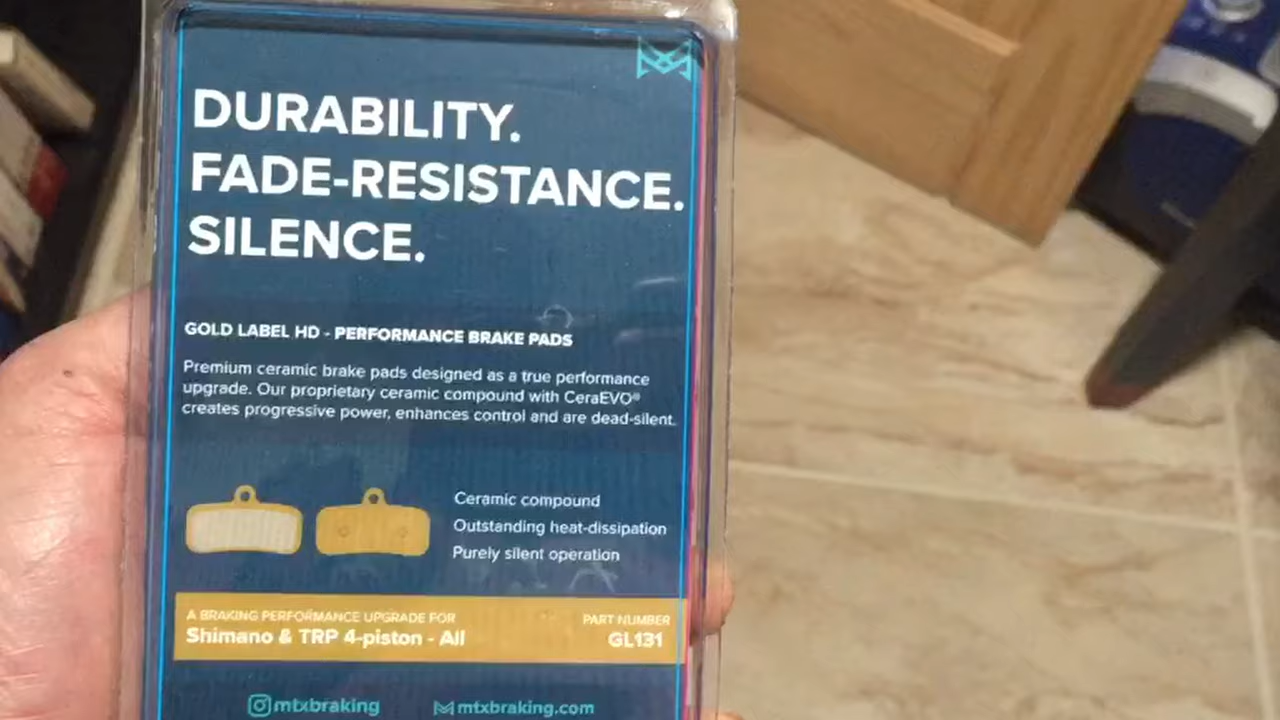 DURABILITY.
FADE-RESISTANCE.
SILENCE.
GOLD LABEL HD - PERFORMANCE BRAKE PADS
Premium ceramic brake pads designed as a true performance
upgrade. Our proprietary ceramic compound with CeraEVO®
creates progressive power, enhances control and are dead-silent.
Ceramic compound
Outstanding heat-dissipation
Purely silent operation
A BRAKING PERFORMANCE UPGRADE FOR
Shimano & TRP 4-piston - All
PART NUMBER
GL131
mtxbraking
mtxbraking.com